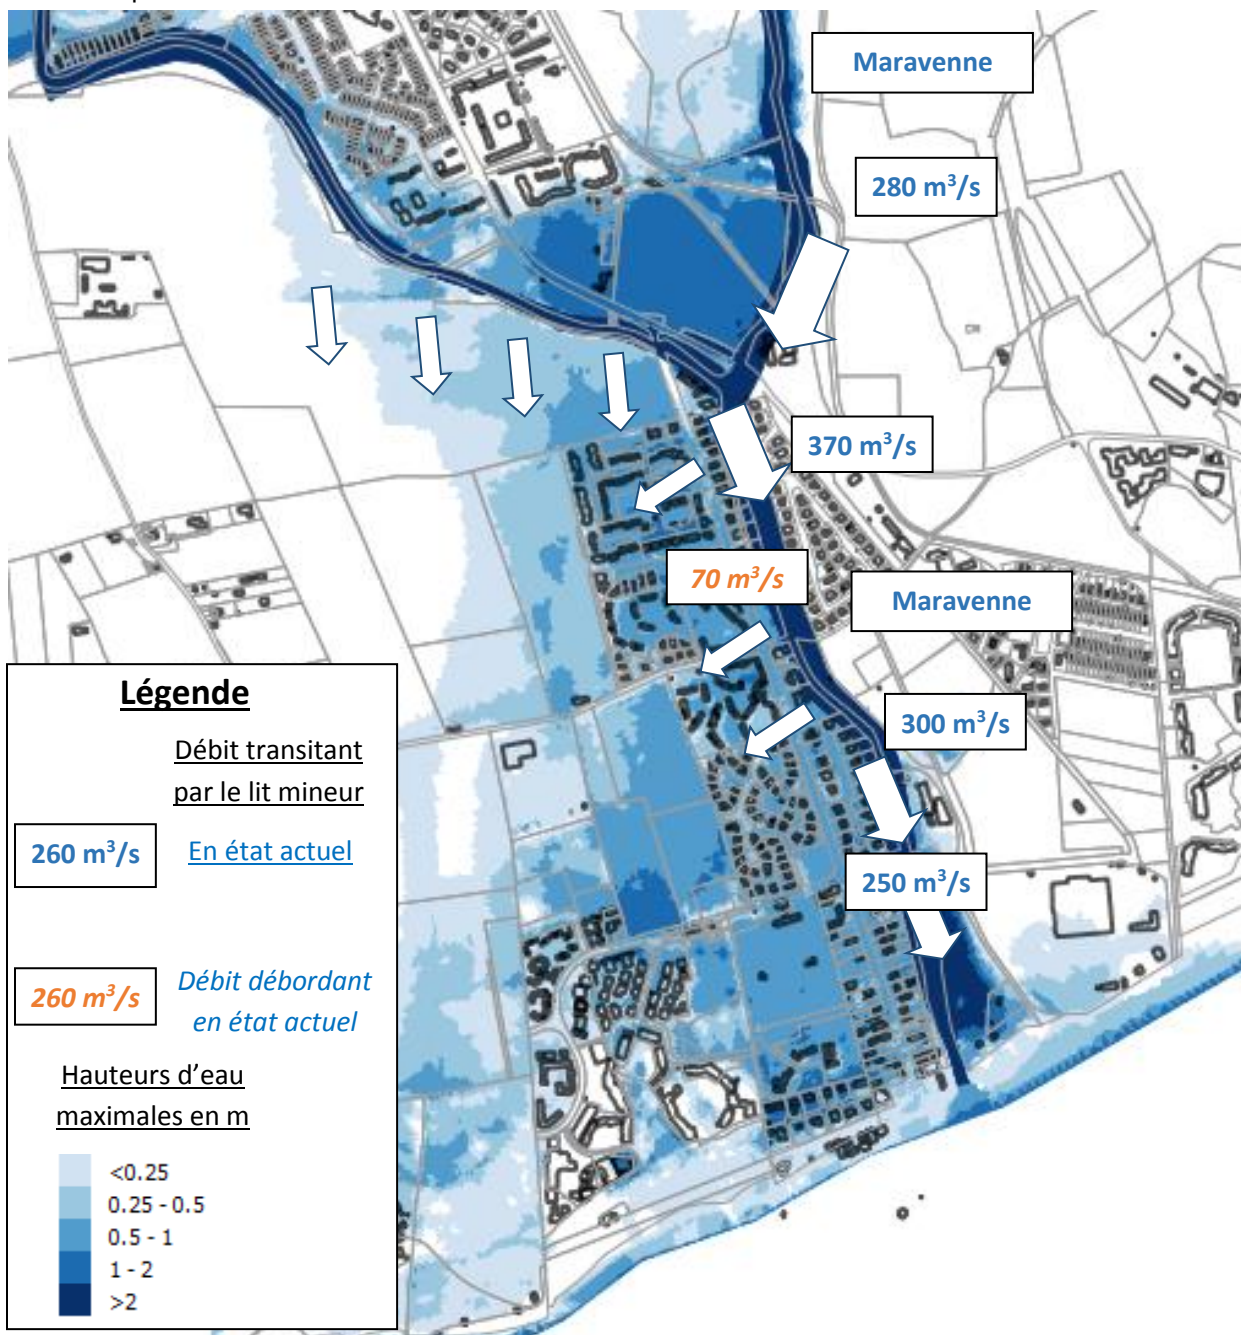 Maravenne
280 m³/s
370 m³/s
70 m³/s
Maravenne
300 m³/s
250 m³/s
Légende
Débit transitant
par le lit mineur
260 m³/s
En état actuel
260 m³/s
Débit débordant
en état actuel
Hauteurs d’eau
maximales en m
<0.25
0.25 - 0.5
0.5 - 1
1 - 2
>2